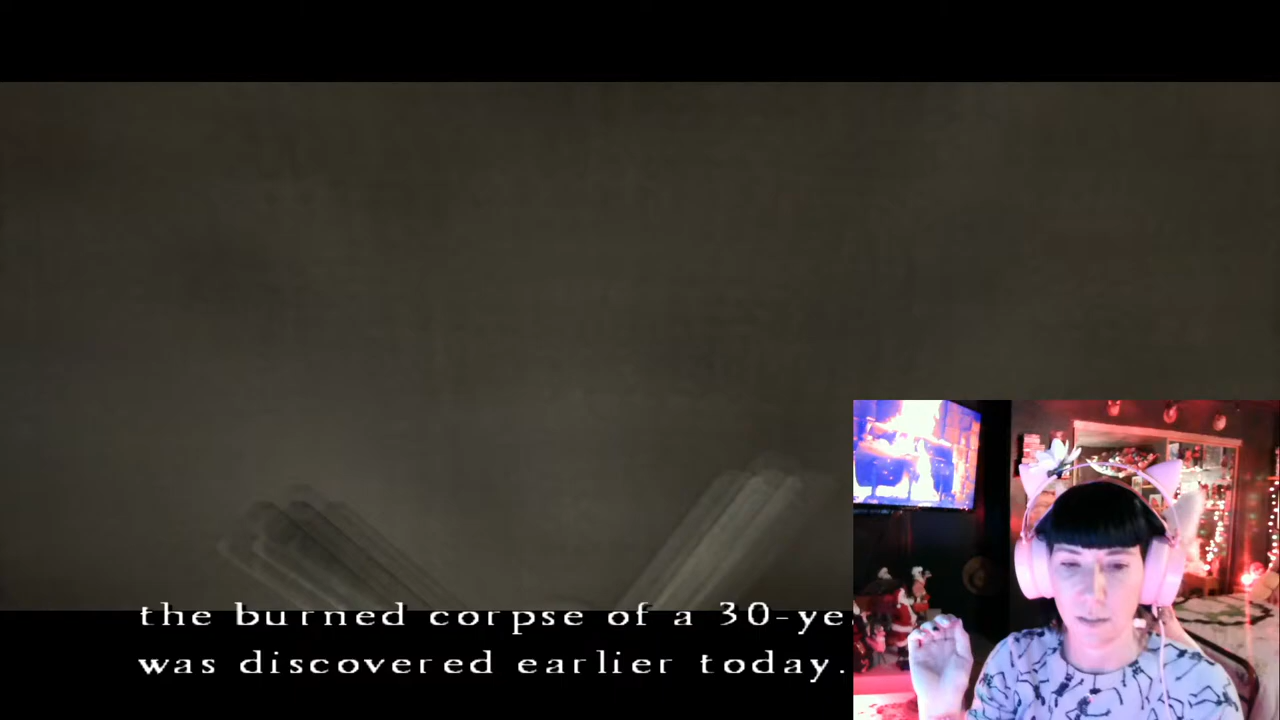 the burned corpse of a 30-ye
was discovered earlier today.